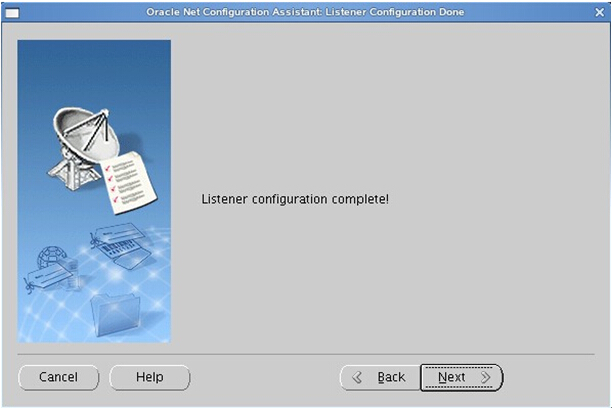 Oracle Net Configuration Assistant: Listener Configuration Done
Listener configuration complete!
Cancel
Help
Back
Next